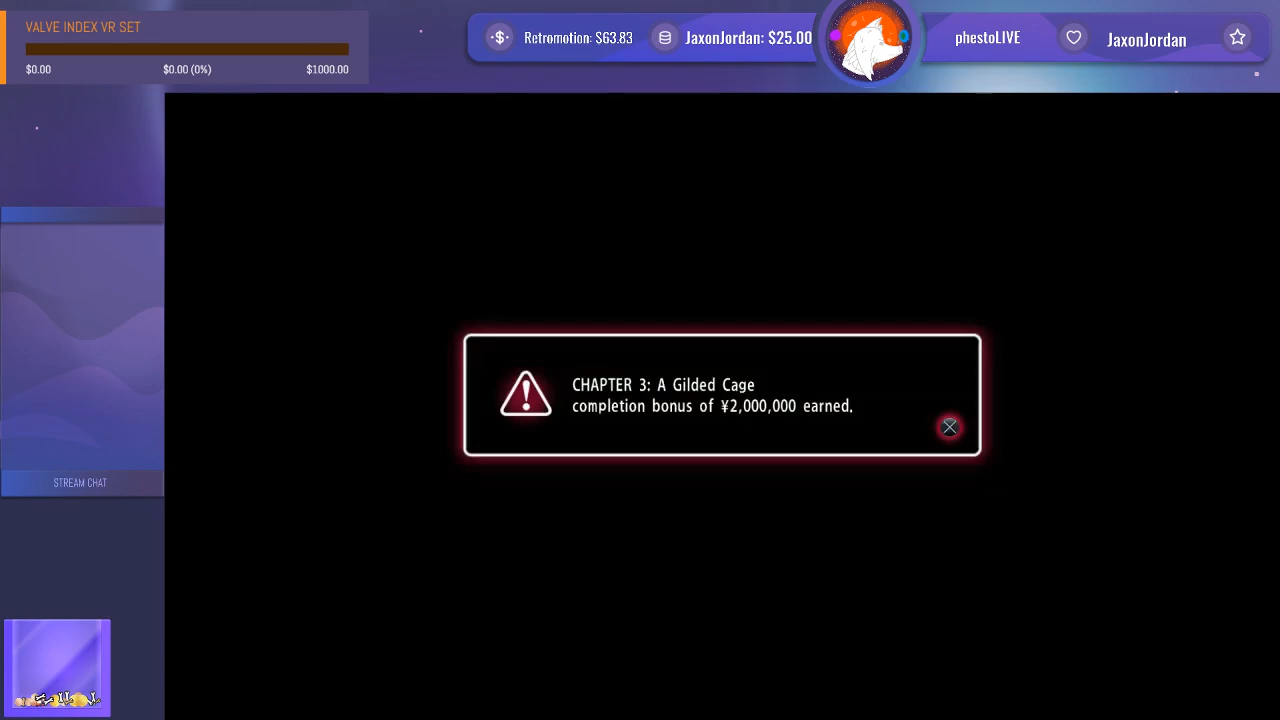 VALVE INDEX VR SET
$0.00 $0.00 (0%) $1000.00
Retromotion: $63.83 JaxonJordan: $25.00 phestoLIVE JaxonJordan
CHAPTER 3: A Gilded Cage
completion bonus of ¥2,000,000 earned.
STREAM CHAT